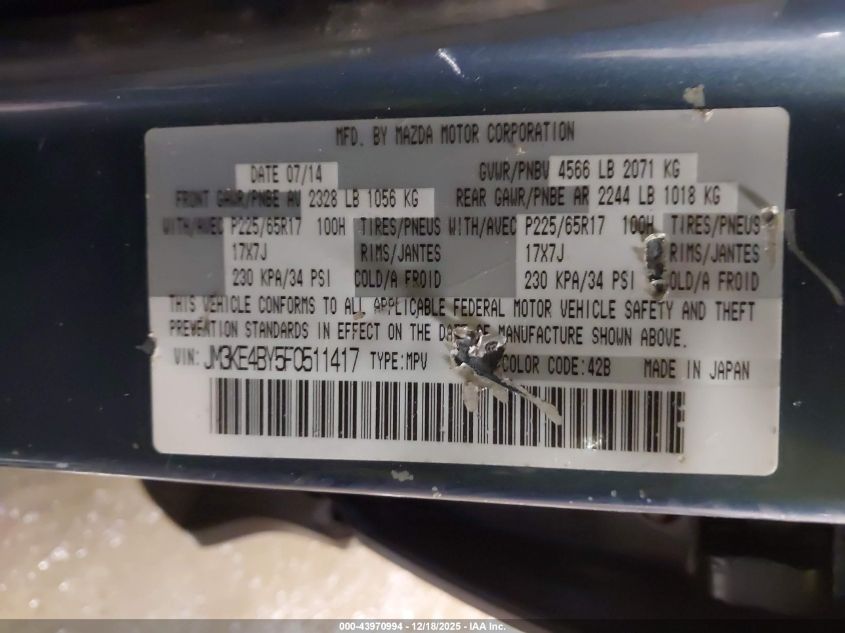 MFD. BY MAZDA MOTOR CORPORATION
DATE 07/14 GVWR/PNBV 4566 LB 2071 KG
FRONT GAWR/PNBE AV 2328 LB 1056 KG REAR GAWR/PNBE AR 2244 LB 1018 KG
WITH/AVEC P225/65R17 100H TIRES/PNEUS WITH/AVEC P225/65R17 100H TIRES/PNEUS
17X7J RIMS/JANTES 17X7J RIMS/JANTES
230 KPA/34 PSI COLD/A FROID 230 KPA/34 PSI COLD/A FROID
THIS VEHICLE CONFORMS TO ALL APPLICABLE FEDERAL MOTOR VEHICLE SAFETY AND THEFT
PREVENTION STANDARDS IN EFFECT ON THE DATE OF MANUFACTURE SHOWN ABOVE.
VIN: JM3KE4BY5F0511417 TYPE:MPV COLOR CODE:42B MADE IN JAPAN
000-43970994 - 12/18/2025 - IAA Inc.